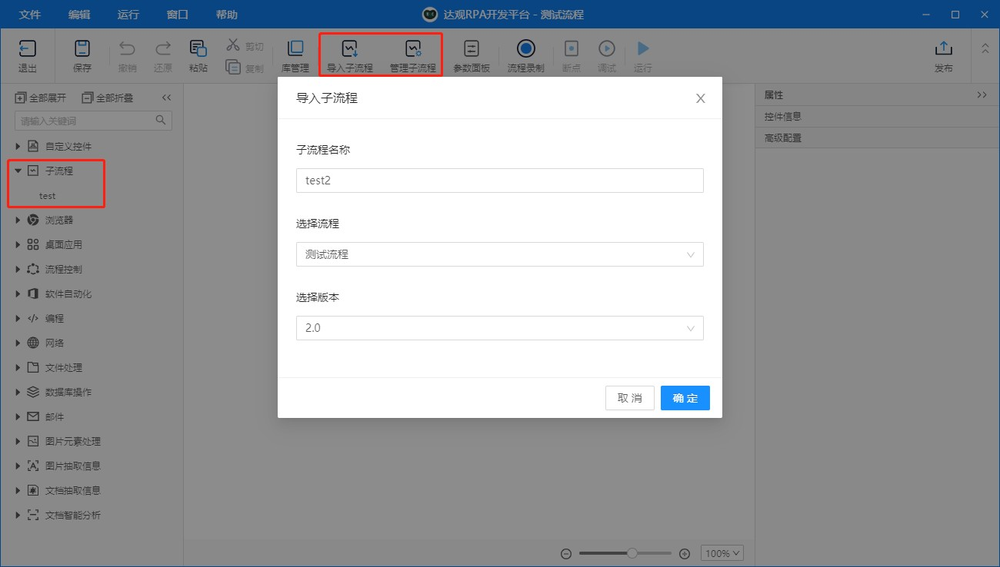 文件 编辑 运行 窗口 帮助 达观RPA开发平台 - 测试流程
退出 保存 撤销 还原 粘贴 剪切 复制 库管理 导入子流程 管理子流程 参数面板 流程录制 断点 调试 运行 发布
全部展开 全部折叠
请输入关键词
自定义控件
子流程
test
浏览器
桌面应用
流程控制
软件自动化
编程
网络
文件处理
数据库操作
邮件
图片元素处理
图片抽取信息
文档抽取信息
文档智能分析
导入子流程
子流程名称
test2
选择流程
测试流程
选择版本
2.0
取消 确定
属性
控件信息
高级配置
100%